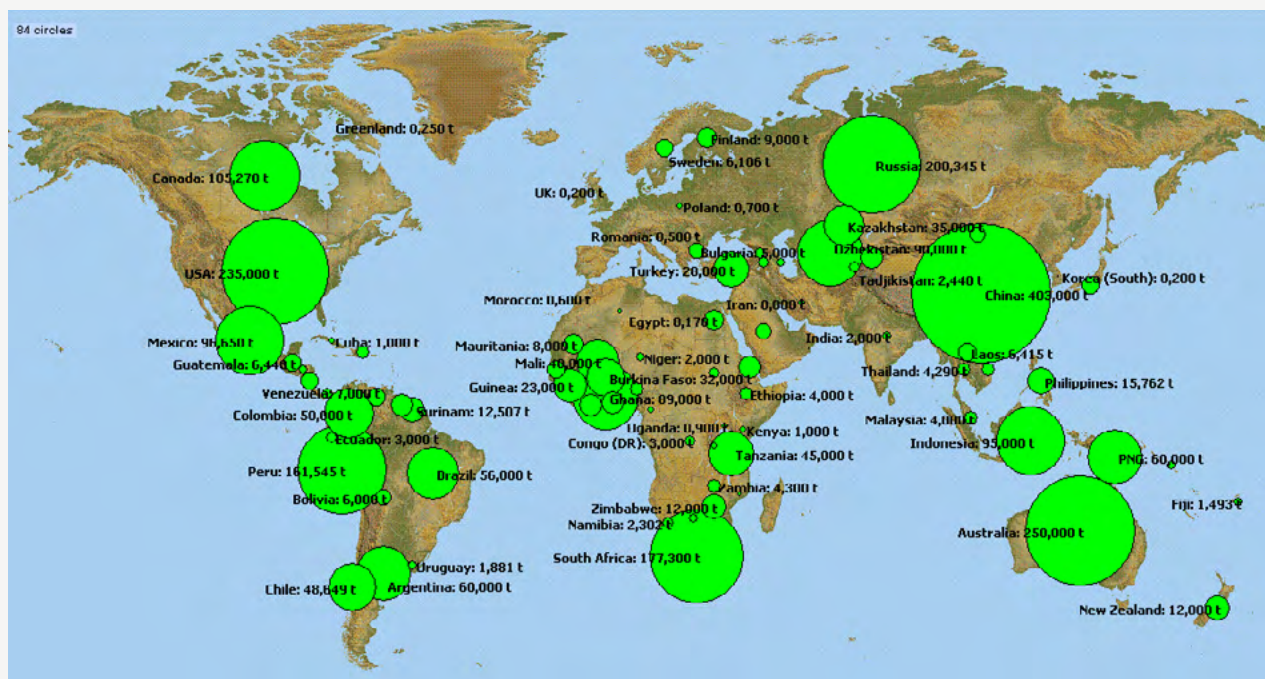 84 circles
Greenland: 0,250 t
Finland: 9,000 t
Sweden: 6,106 t
Russia: 200,345 t
Canada: 105,270 t
UK: 0,200 t
Poland: 0,700 t
Kazakhstan: 35,000 t
Romania: 0,500 t
Bulgaria: 5,000 t
Uzbekistan: 90,000 t
USA: 235,000 t
Turkey: 20,000 t
Tadjikistan: 2,440 t
Korea (South): 0,200 t
China: 403,000 t
Morocco: 0,600 t
Iran: 0,000 t
Egypt: 0,170 t
Mexico: 96,650 t
Cuba: 1,000 t
Mauritania: 8,000 t
India: 2,000 t
Laos: 6,415 t
Guatemala: 6,440 t
Mali: 40,000 t
Niger: 2,000 t
Thailand: 4,290 t
Burkina Faso: 32,000 t
Guinea: 23,000 t
Philippines: 15,762 t
Venezuela: 7,000 t
Ethiopia: 4,000 t
Ghana: 89,000 t
Colombia: 50,000 t
Surinam: 12,507 t
Malaysia: 4,000 t
Uganda: 0,900 t
Kenya: 1,000 t
Ecuador: 3,000 t
Congo (DR): 3,000 t
Indonesia: 95,000 t
Tanzania: 45,000 t
PNG: 60,000 t
Peru: 161,545 t
Brazil: 56,000 t
Zambia: 4,300 t
Bolivia: 6,000 t
Fiji: 1,493 t
Zimbabwe: 12,000 t
Namibia: 2,302 t
Australia: 250,000 t
South Africa: 177,300 t
Uruguay: 1,881 t
Chile: 48,649 t
Argentina: 60,000 t
New Zealand: 12,000 t